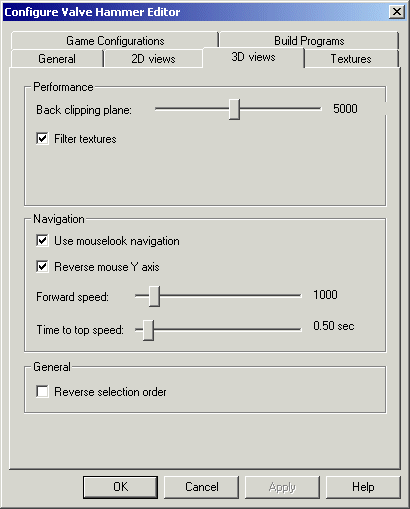 Configure Valve Hammer Editor
Game Configurations Build Programs
General 2D views 3D views Textures
Performance
Back clipping plane: 5000
Filter textures
Navigation
Use mouselook navigation
Reverse mouse Y axis
Forward speed: 1000
Time to top speed: 0.50 sec
General
Reverse selection order
OK Cancel Apply Help